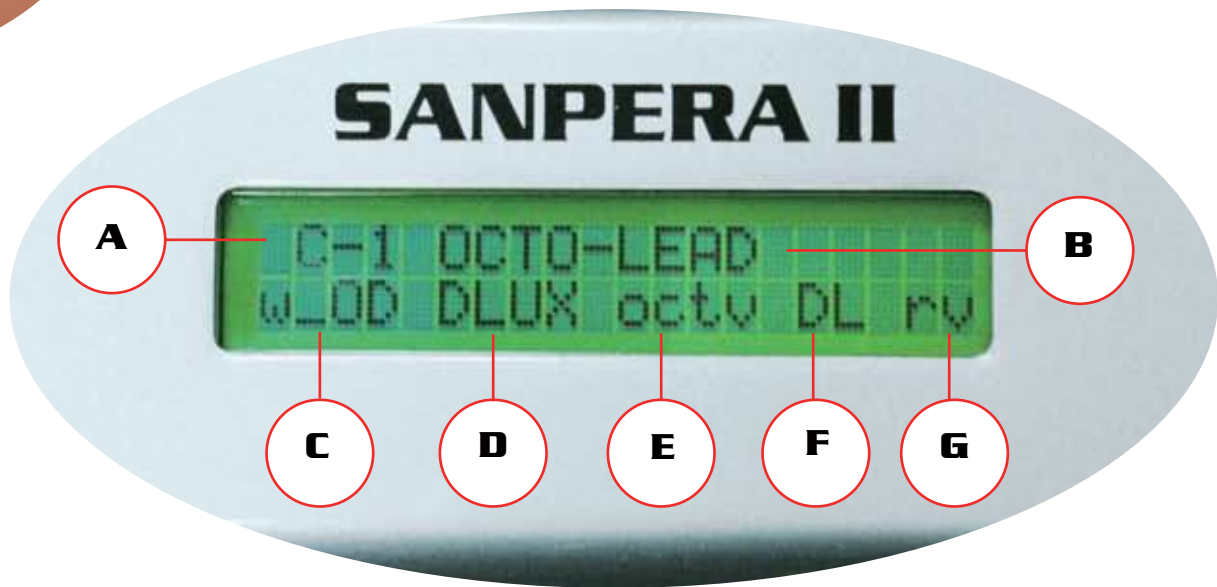 SANPERA II
A
C-1 OCTO-LEAD
B
w_OD DLUX octv DL rv
C D E F G